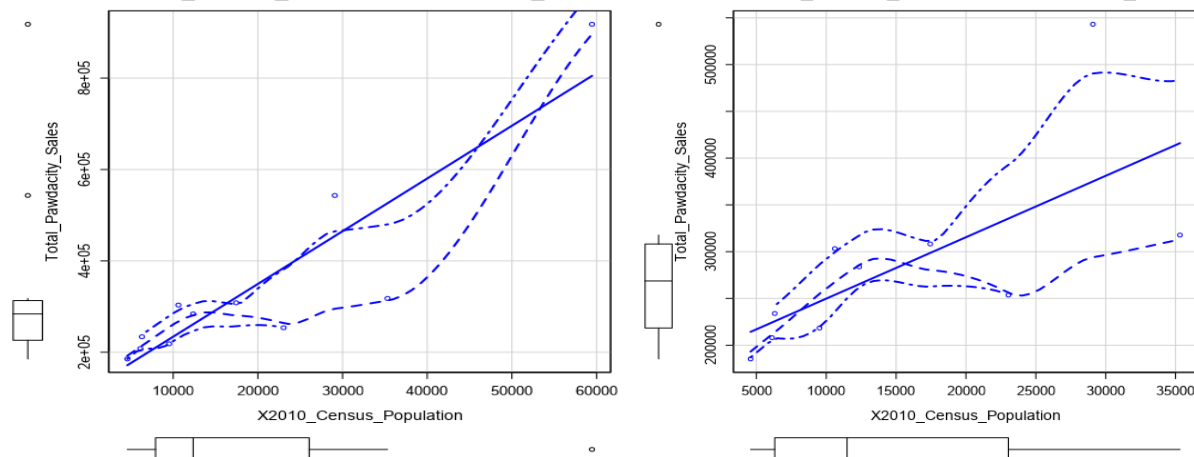 Total_Pawdacity_Sales
8e+05
6e+05
4e+05
2e+05
10000 20000 30000 40000 50000 60000
X2010_Census_Population
Total_Pawdacity_Sales
500000
400000
300000
200000
5000 10000 15000 20000 25000 30000 35000
X2010_Census_Population